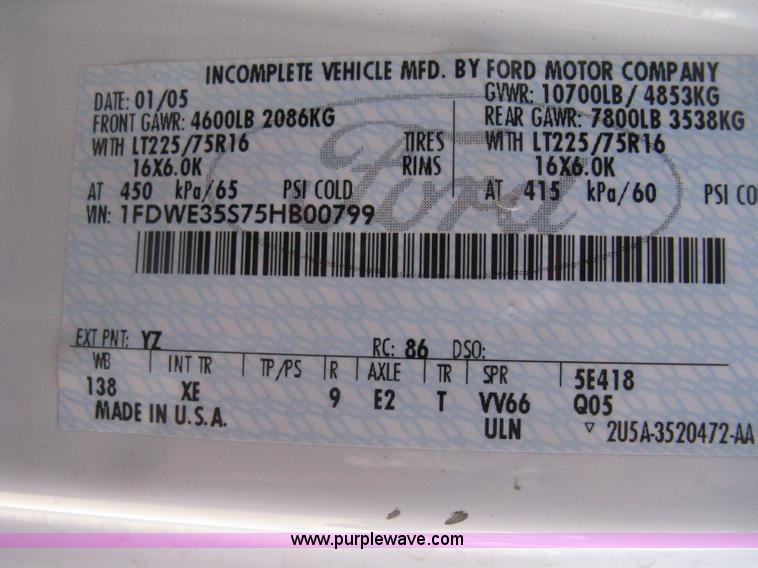 INCOMPLETE VEHICLE MFD. BY FORD MOTOR COMPANY
DATE: 01/05 GVWR: 10700LB/ 4853KG
FRONT GAWR: 4600LB 2086KG REAR GAWR: 7800LB 3538KG
WITH LT225/75R16 TIRES WITH LT225/75R16
16X6.0K RIMS 16X6.0K
AT 450 kPa/65 PSI COLD AT 415 kPa/60 PSI CO
VIN: 1FDWE35S75HB00799
Ford
EXT PNT: YZ RC: 86 DSO:
WB INT TR TP/PS R AXLE TR SPR 5E418
138 XE 9 E2 T VV66 Q05
MADE IN U.S.A. ULN ▽ 2U5A-3520472-AA
www.purplewave.com